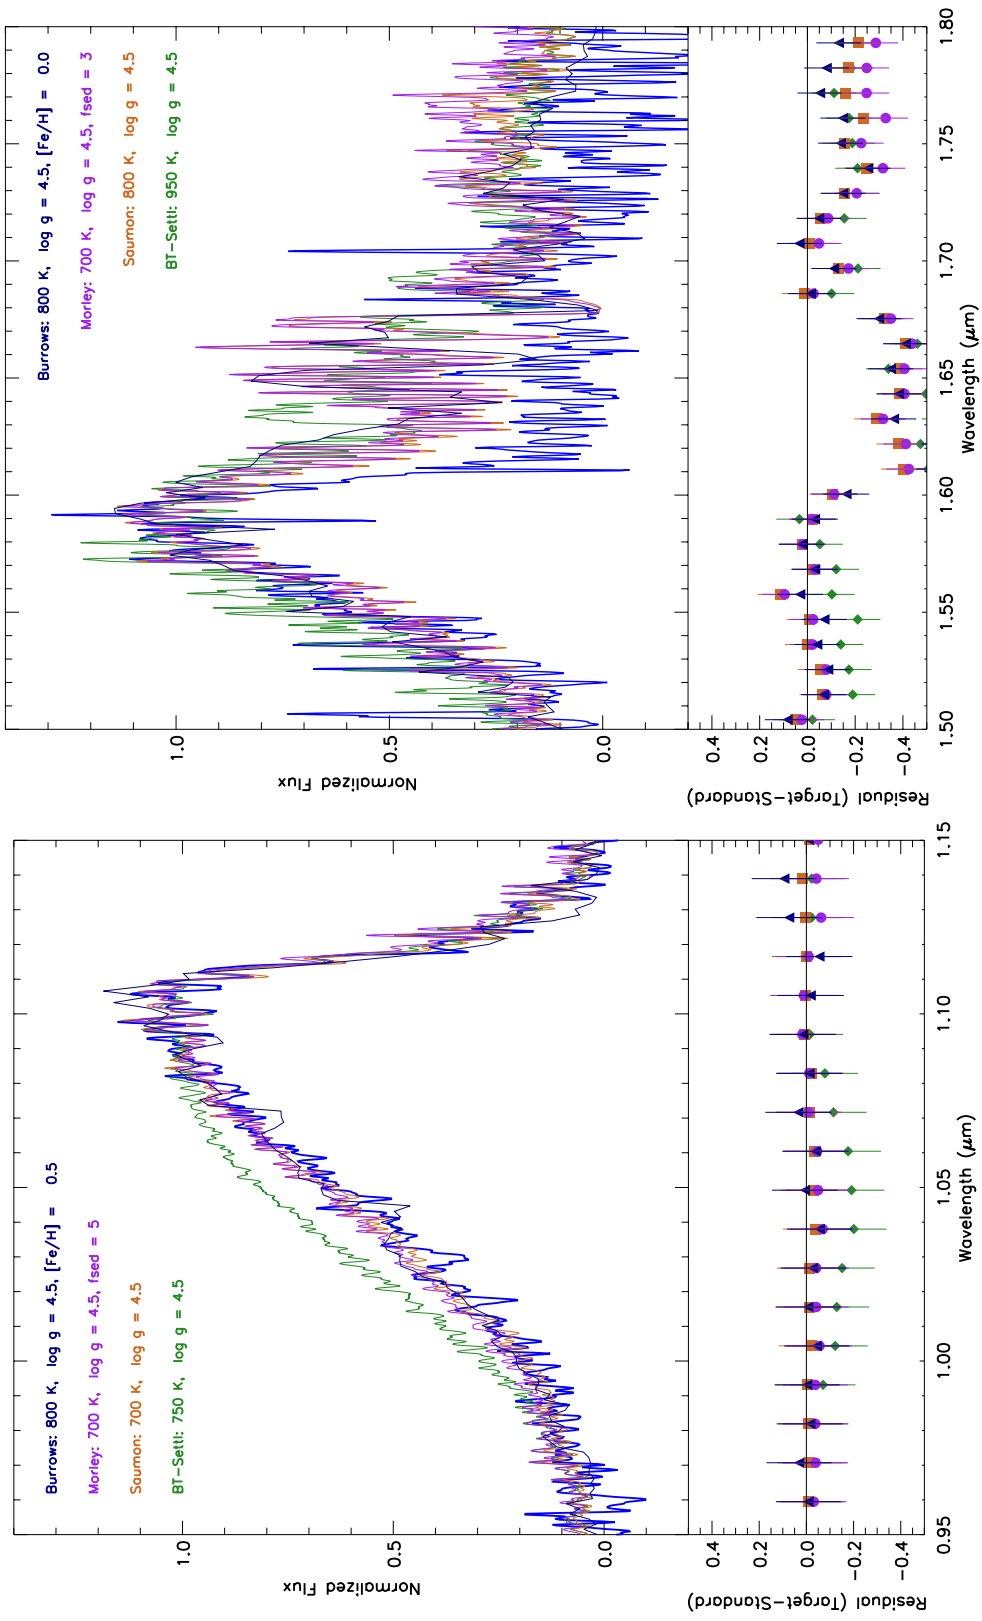 Burrows: 800 K, log g = 4.5, [Fe/H] = 0.5
Morley: 700 K, log g = 4.5, fsed = 5
Saumon: 700 K, log g = 4.5
BT-Settl: 750 K, log g = 4.5
Normalized Flux
1.0
0.5
0.0
Residual (Target-Standard)
0.4
0.2
0.0
-0.2
-0.4
0.95
1.00
1.05
1.10
1.15
Wavelength (μm)
Burrows: 800 K, log g = 4.5, [Fe/H] = 0.0
Morley: 700 K, log g = 4.5, fsed = 3
Saumon: 800 K, log g = 4.5
BT-Settl: 950 K, log g = 4.5
Normalized Flux
1.0
0.5
0.0
Residual (Target-Standard)
0.4
0.2
0.0
-0.2
-0.4
1.50
1.55
1.60
1.65
1.70
1.75
1.80
Wavelength (μm)